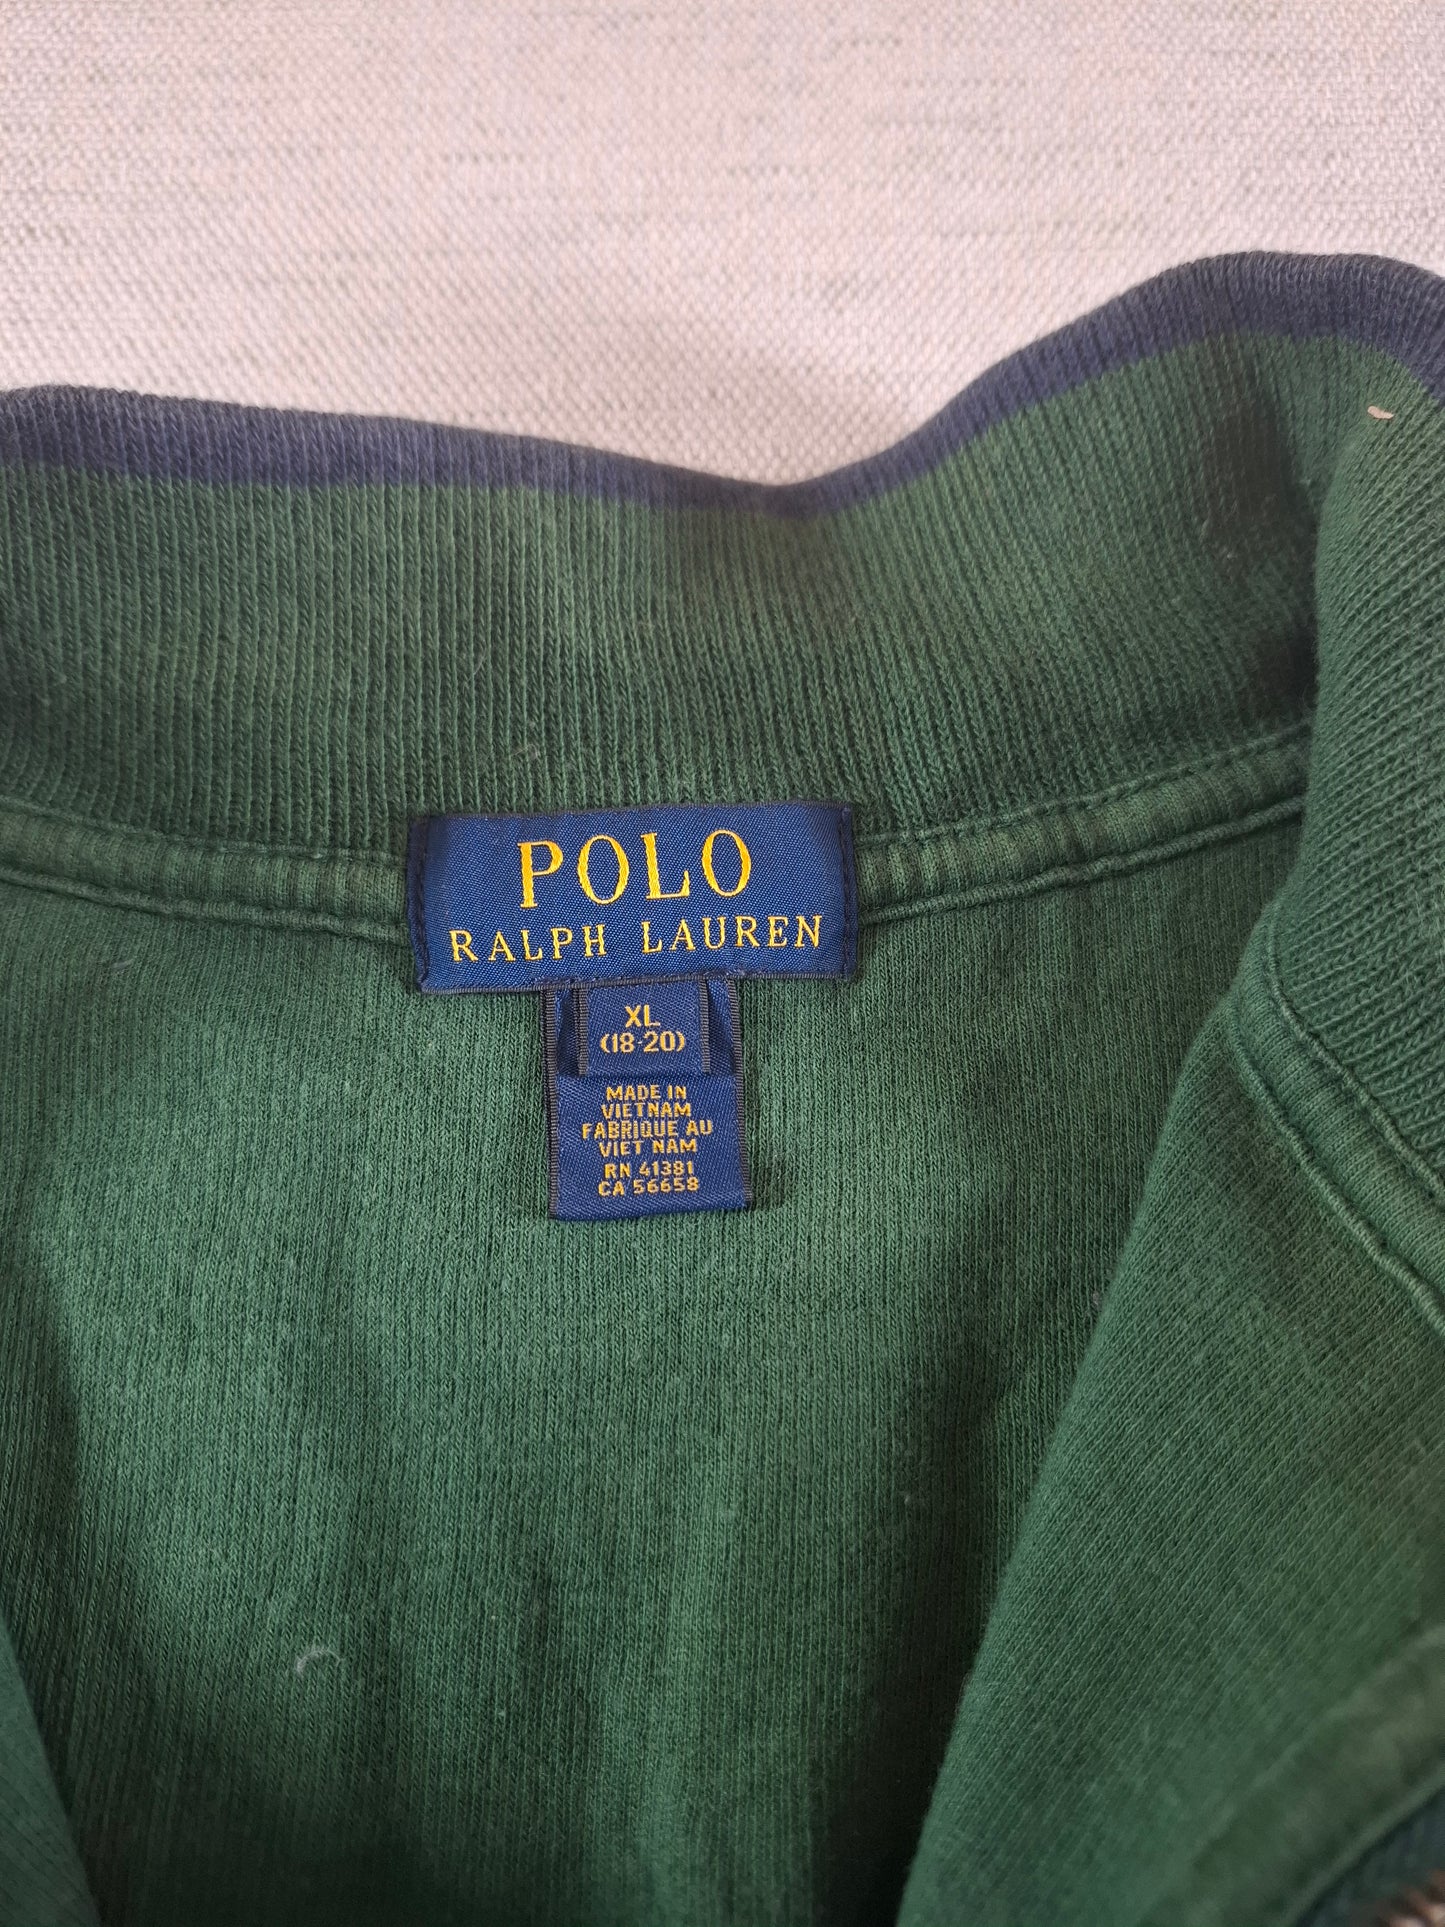 POLO
RALPH LAUREN
XL
(18-20)
MADE IN
VIETNAM
FABRIQUE AU
VIET NAM
RN 41381
CA 56658